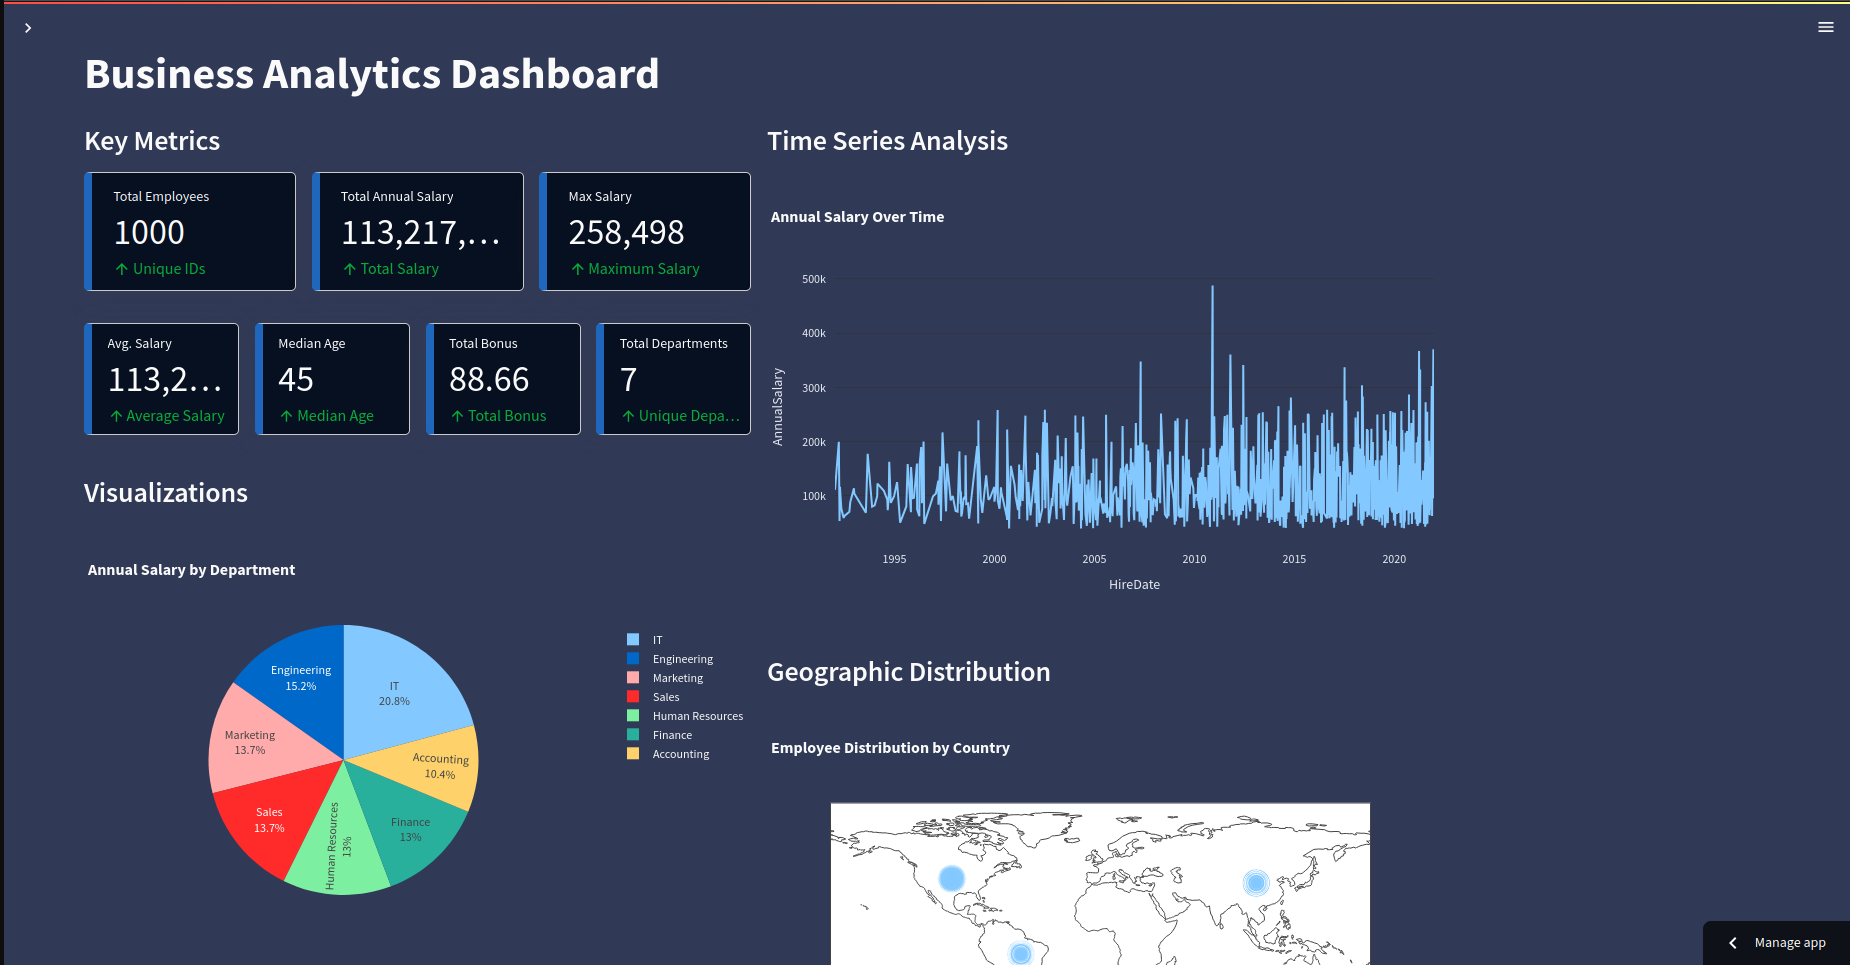 Business Analytics Dashboard
Key Metrics
Total Employees
1000
↑ Unique IDs
Total Annual Salary
113,217,...
↑ Total Salary
Max Salary
258,498
↑ Maximum Salary
Avg. Salary
113,2...
↑ Average Salary
Median Age
45
↑ Median Age
Total Bonus
88.66
↑ Total Bonus
Total Departments
7
↑ Unique Depa...
Visualizations
Annual Salary by Department
Engineering
15.2%
IT
20.8%
Marketing
13.7%
Accounting
10.4%
Sales
13.7%
Human Resources
13%
Finance
13%
IT
Engineering
Marketing
Sales
Human Resources
Finance
Accounting
Time Series Analysis
Annual Salary Over Time
500k
400k
300k
200k
100k
AnnualSalary
1995 2000 2005 2010 2015 2020
HireDate
Geographic Distribution
Employee Distribution by Country
Manage app